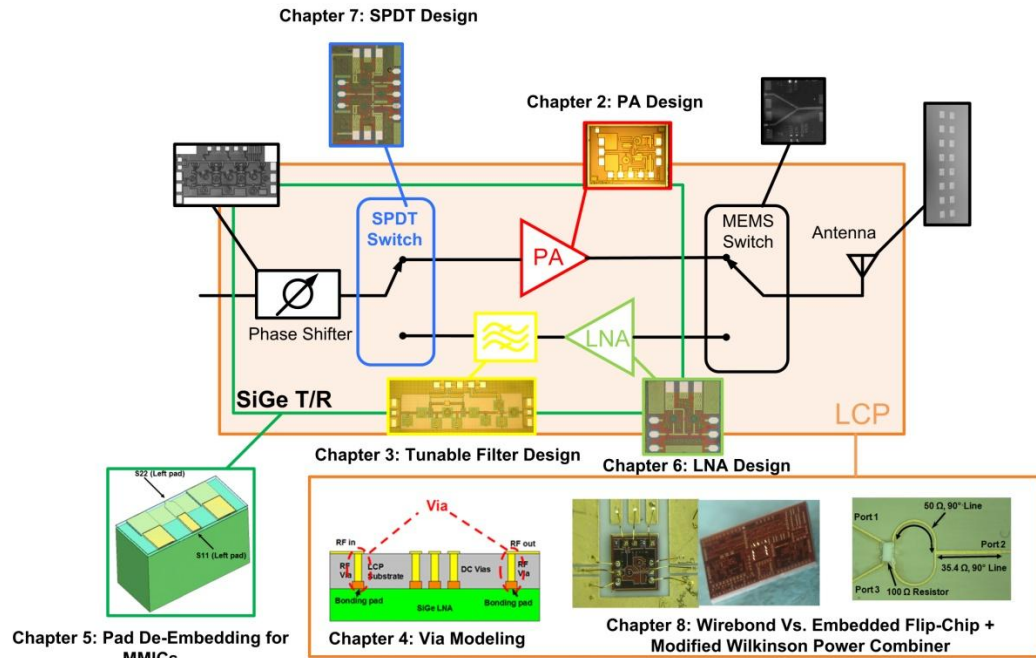 Chapter 7: SPDT Design
Chapter 2: PA Design
SPDT
Switch
PA
MEMS
Switch
Antenna
Phase Shifter
LNA
SiGe T/R
LCP
Chapter 3: Tunable Filter Design
Chapter 6: LNA Design
S22 (Left pad)
S11 (Left pad)
Chapter 5: Pad De-Embedding for
MMICs
Via
RF in
RF out
RF
Via
LCP
Substrate
DC Vias
RF
Via
Bonding pad
Bonding pad
SiGe LNA
Chapter 4: Via Modeling
50 Ω, 90° Line
Port 1
Port 2
35.4 Ω, 90° Line
Port 3
100 Ω Resistor
Chapter 8: Wirebond Vs. Embedded Flip-Chip +
Modified Wilkinson Power Combiner